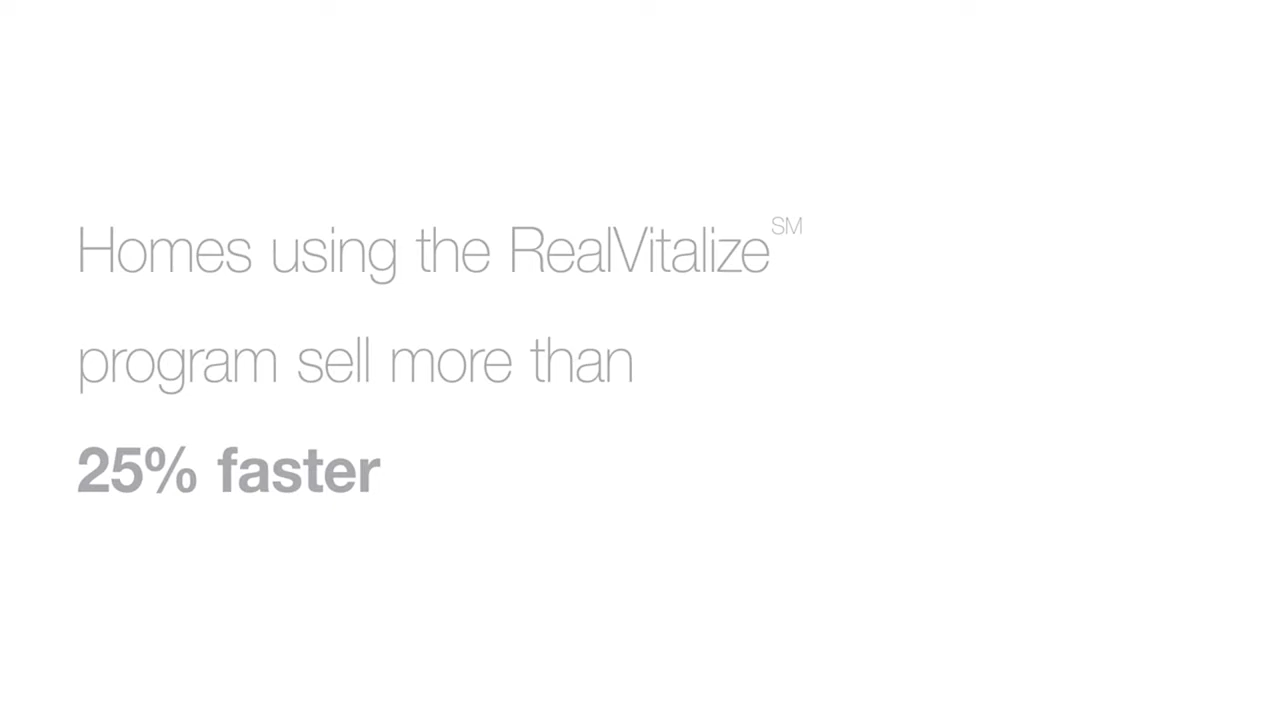 Homes using the RealVitalize℠
program sell more than
25% faster